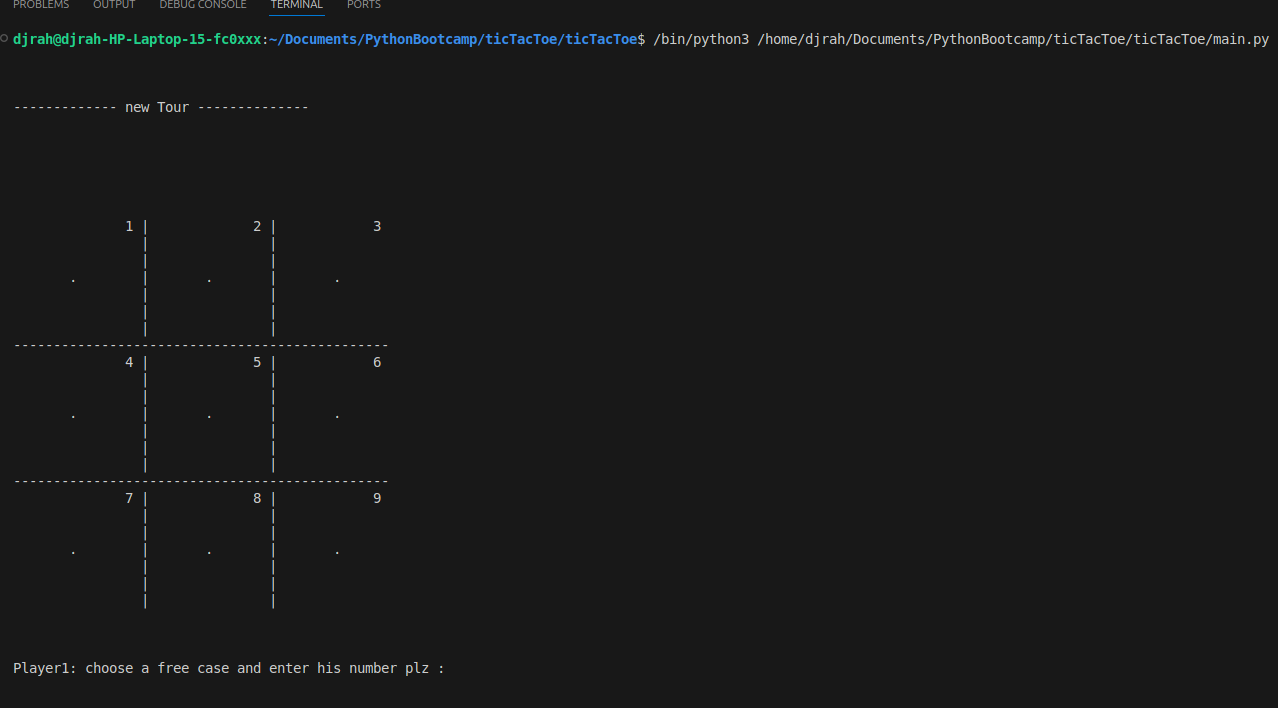 PROBLEMS OUTPUT DEBUG CONSOLE TERMINAL PORTS
djrah@djrah-HP-Laptop-15-fc0xxx:~/Documents/PythonBootcamp/ticTacToe/ticTacToe$ /bin/python3 /home/djrah/Documents/PythonBootcamp/ticTacToe/ticTacToe/main.py
------------- new Tour --------------
1 | 2 | 3
| |
| |
. | . | .
| |
| |
| |
-----------------------------------------------
4 | 5 | 6
| |
| |
. | . | .
| |
| |
| |
-----------------------------------------------
7 | 8 | 9
| |
| |
. | . | .
| |
| |
| |
Player1: choose a free case and enter his number plz :